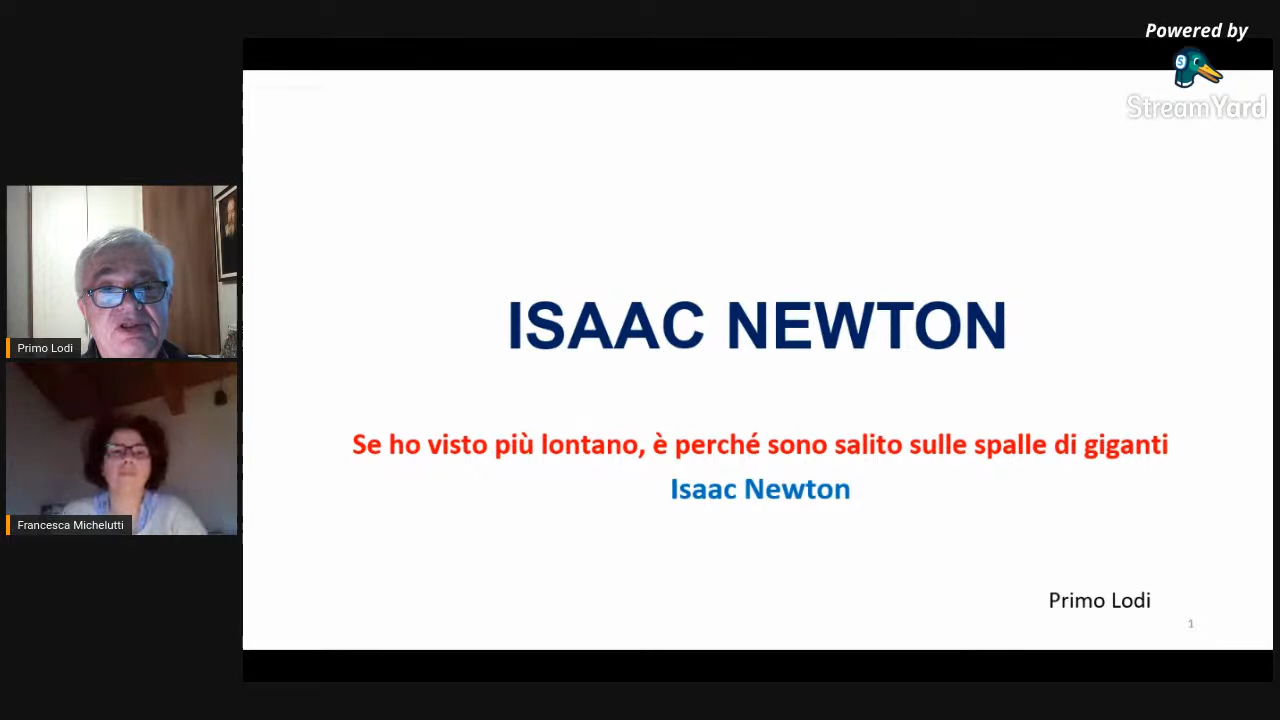 Powered by
StreamYard
ISAAC NEWTON
Se ho visto più lontano, è perché sono salito sulle spalle di giganti
Isaac Newton
Primo Lodi
1
Primo Lodi
Francesca Michelutti